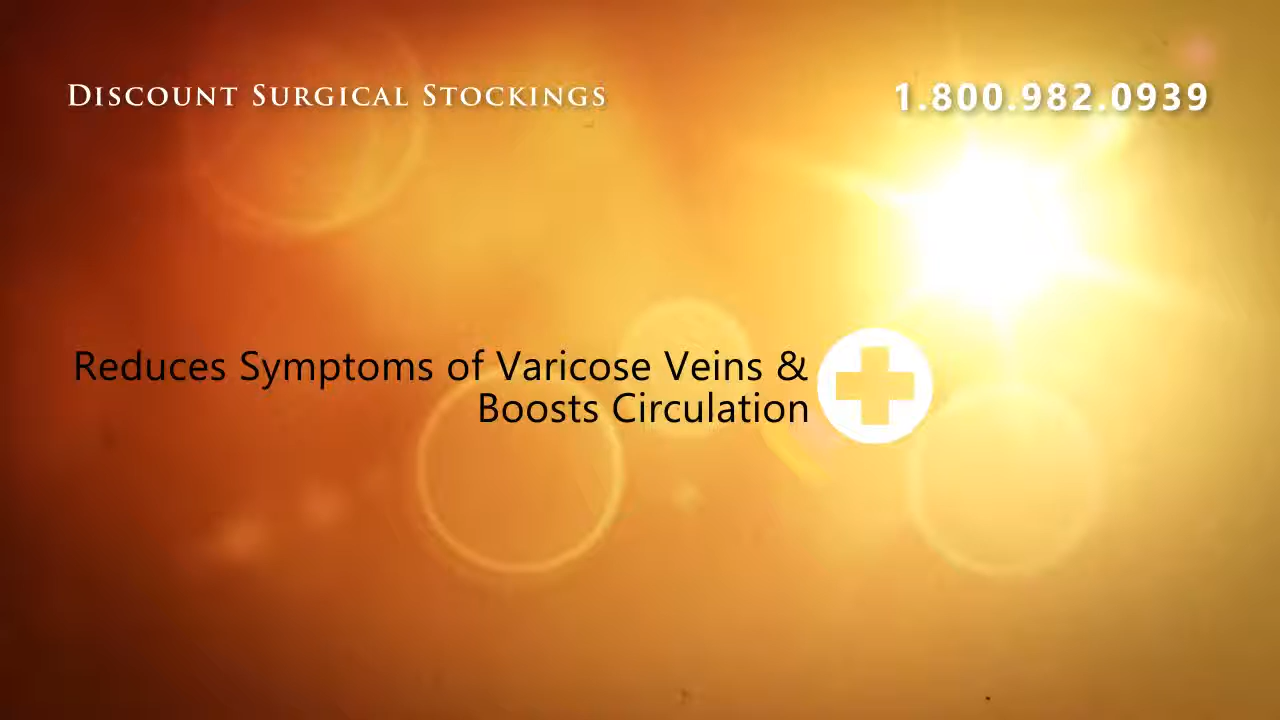 Discount Surgical Stockings
1.800.982.0939
Reduces Symptoms of Varicose Veins &
Boosts Circulation